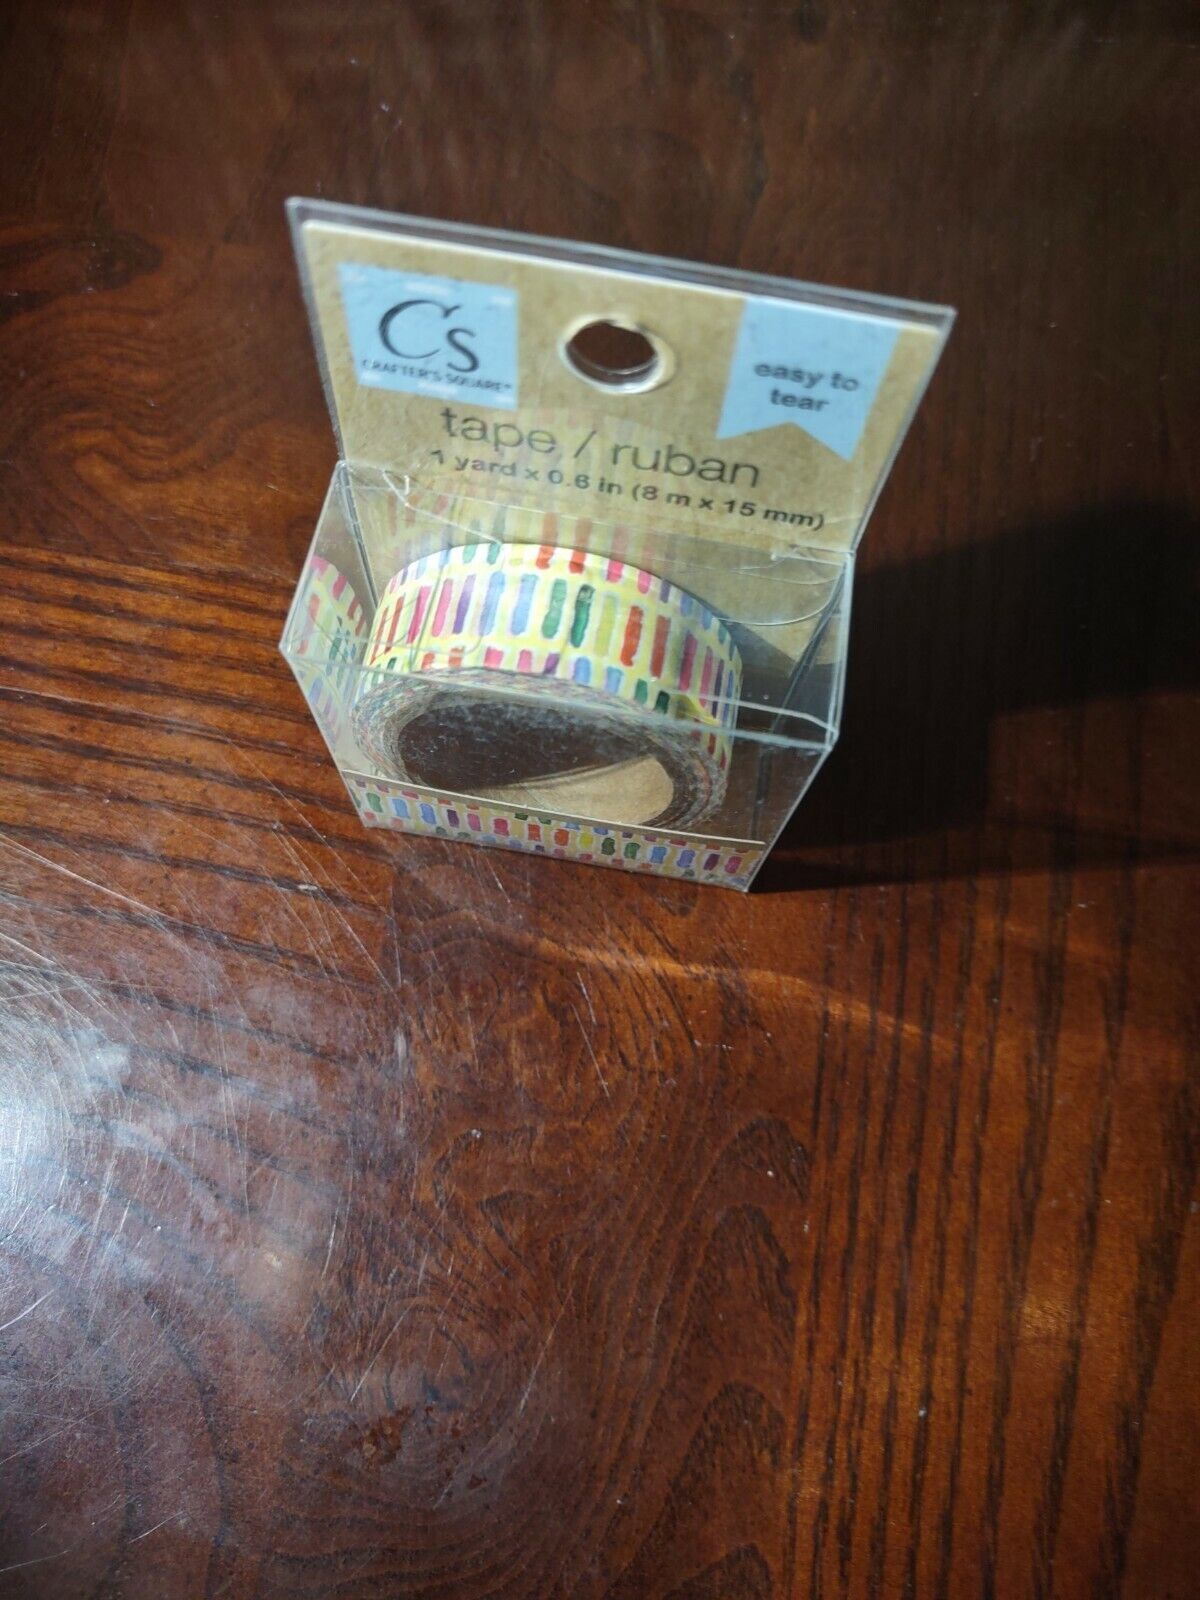 Cs
CRAFTER'S SQUARE®
easy to
tear
tape / ruban
1 yard x 0.6 in (8 m x 15 mm)